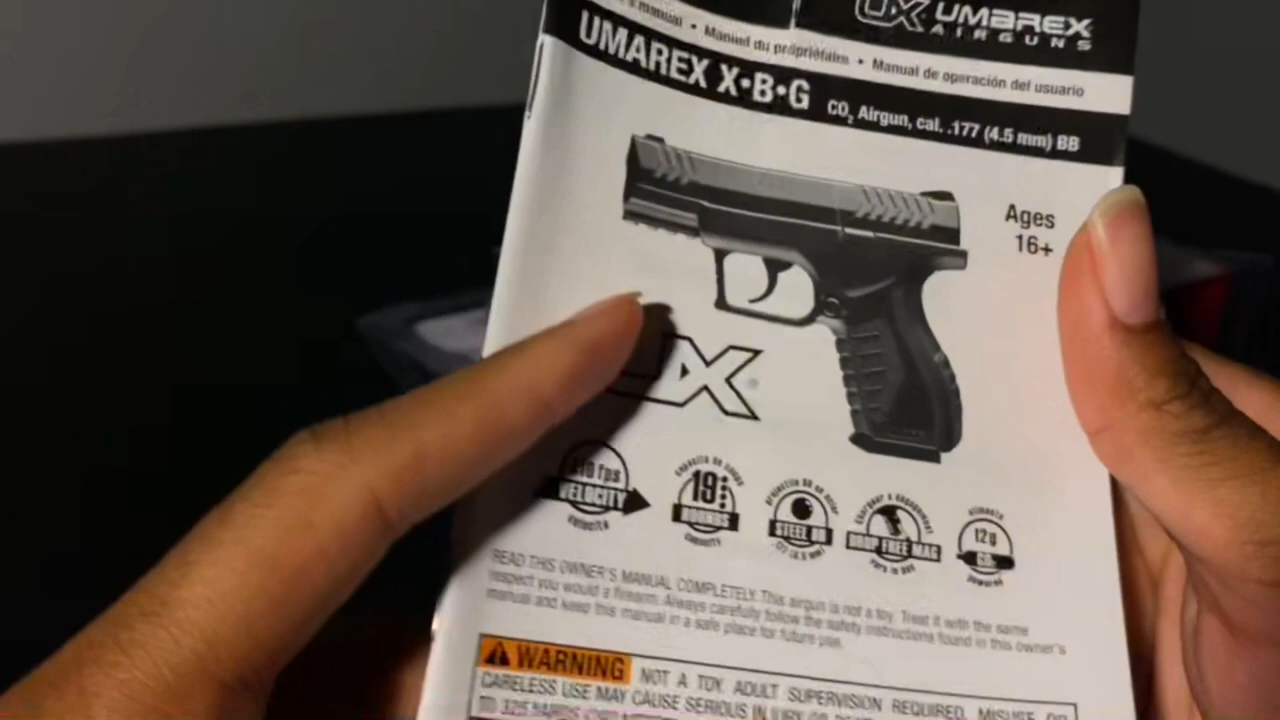 UX UMAREX
AIRGUNS
manual • Manuel du propriétaire • Manual de operación del usuario
UMAREX X•B•G CO2 Airgun, cal. .177 (4.5 mm) BB
Ages
16+
UX
fps
VELOCITY
19
ROUNDS
STEEL BB
DROP FREE MAG
12g
CO2
READ THIS OWNER'S MANUAL COMPLETELY. This airgun is not a toy. Treat it with the same
respect you would a firearm. Always carefully follow the safety instructions found in this owner's
manual and keep this manual in a safe place for future use.
WARNING NOT A TOY. ADULT SUPERVISION REQUIRED. MISUSE OR
CARELESS USE MAY CAUSE SERIOUS INJURY OR